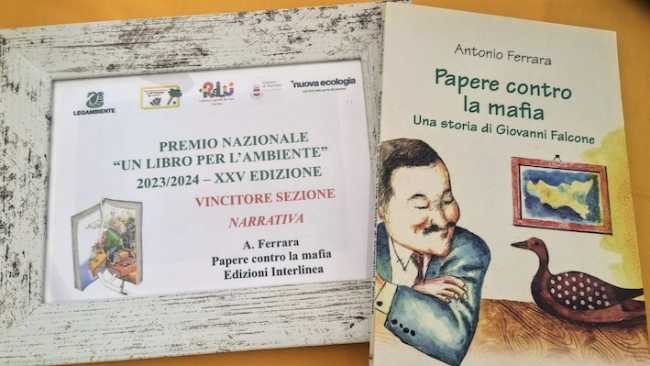 LEGAMBIENTE
nuova ecologia
PREMIO NAZIONALE
“UN LIBRO PER L’AMBIENTE”
2023/2024 – XXV EDIZIONE
VINCITORE SEZIONE
NARRATIVA
A. Ferrara
Papere contro la mafia
Edizioni Interlinea
Antonio Ferrara
Papere contro
la mafia
Una storia di Giovanni Falcone